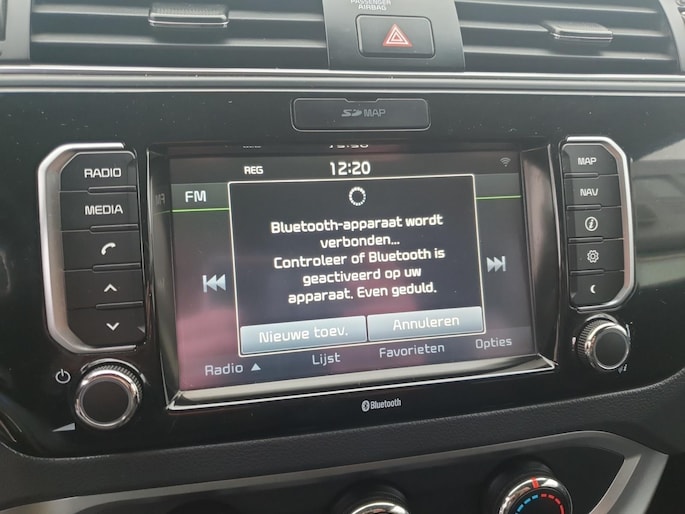 PASSENGER
AIRBAG
SD MAP
RADIO
MEDIA
MAP
NAV
REG 12:20
FM
Bluetooth-apparaat wordt
verbonden...
Controleer of Bluetooth is
geactiveerd op uw
apparaat. Even geduld.
Nieuwe toev. Annuleren
Radio Lijst Favorieten Opties
Bluetooth